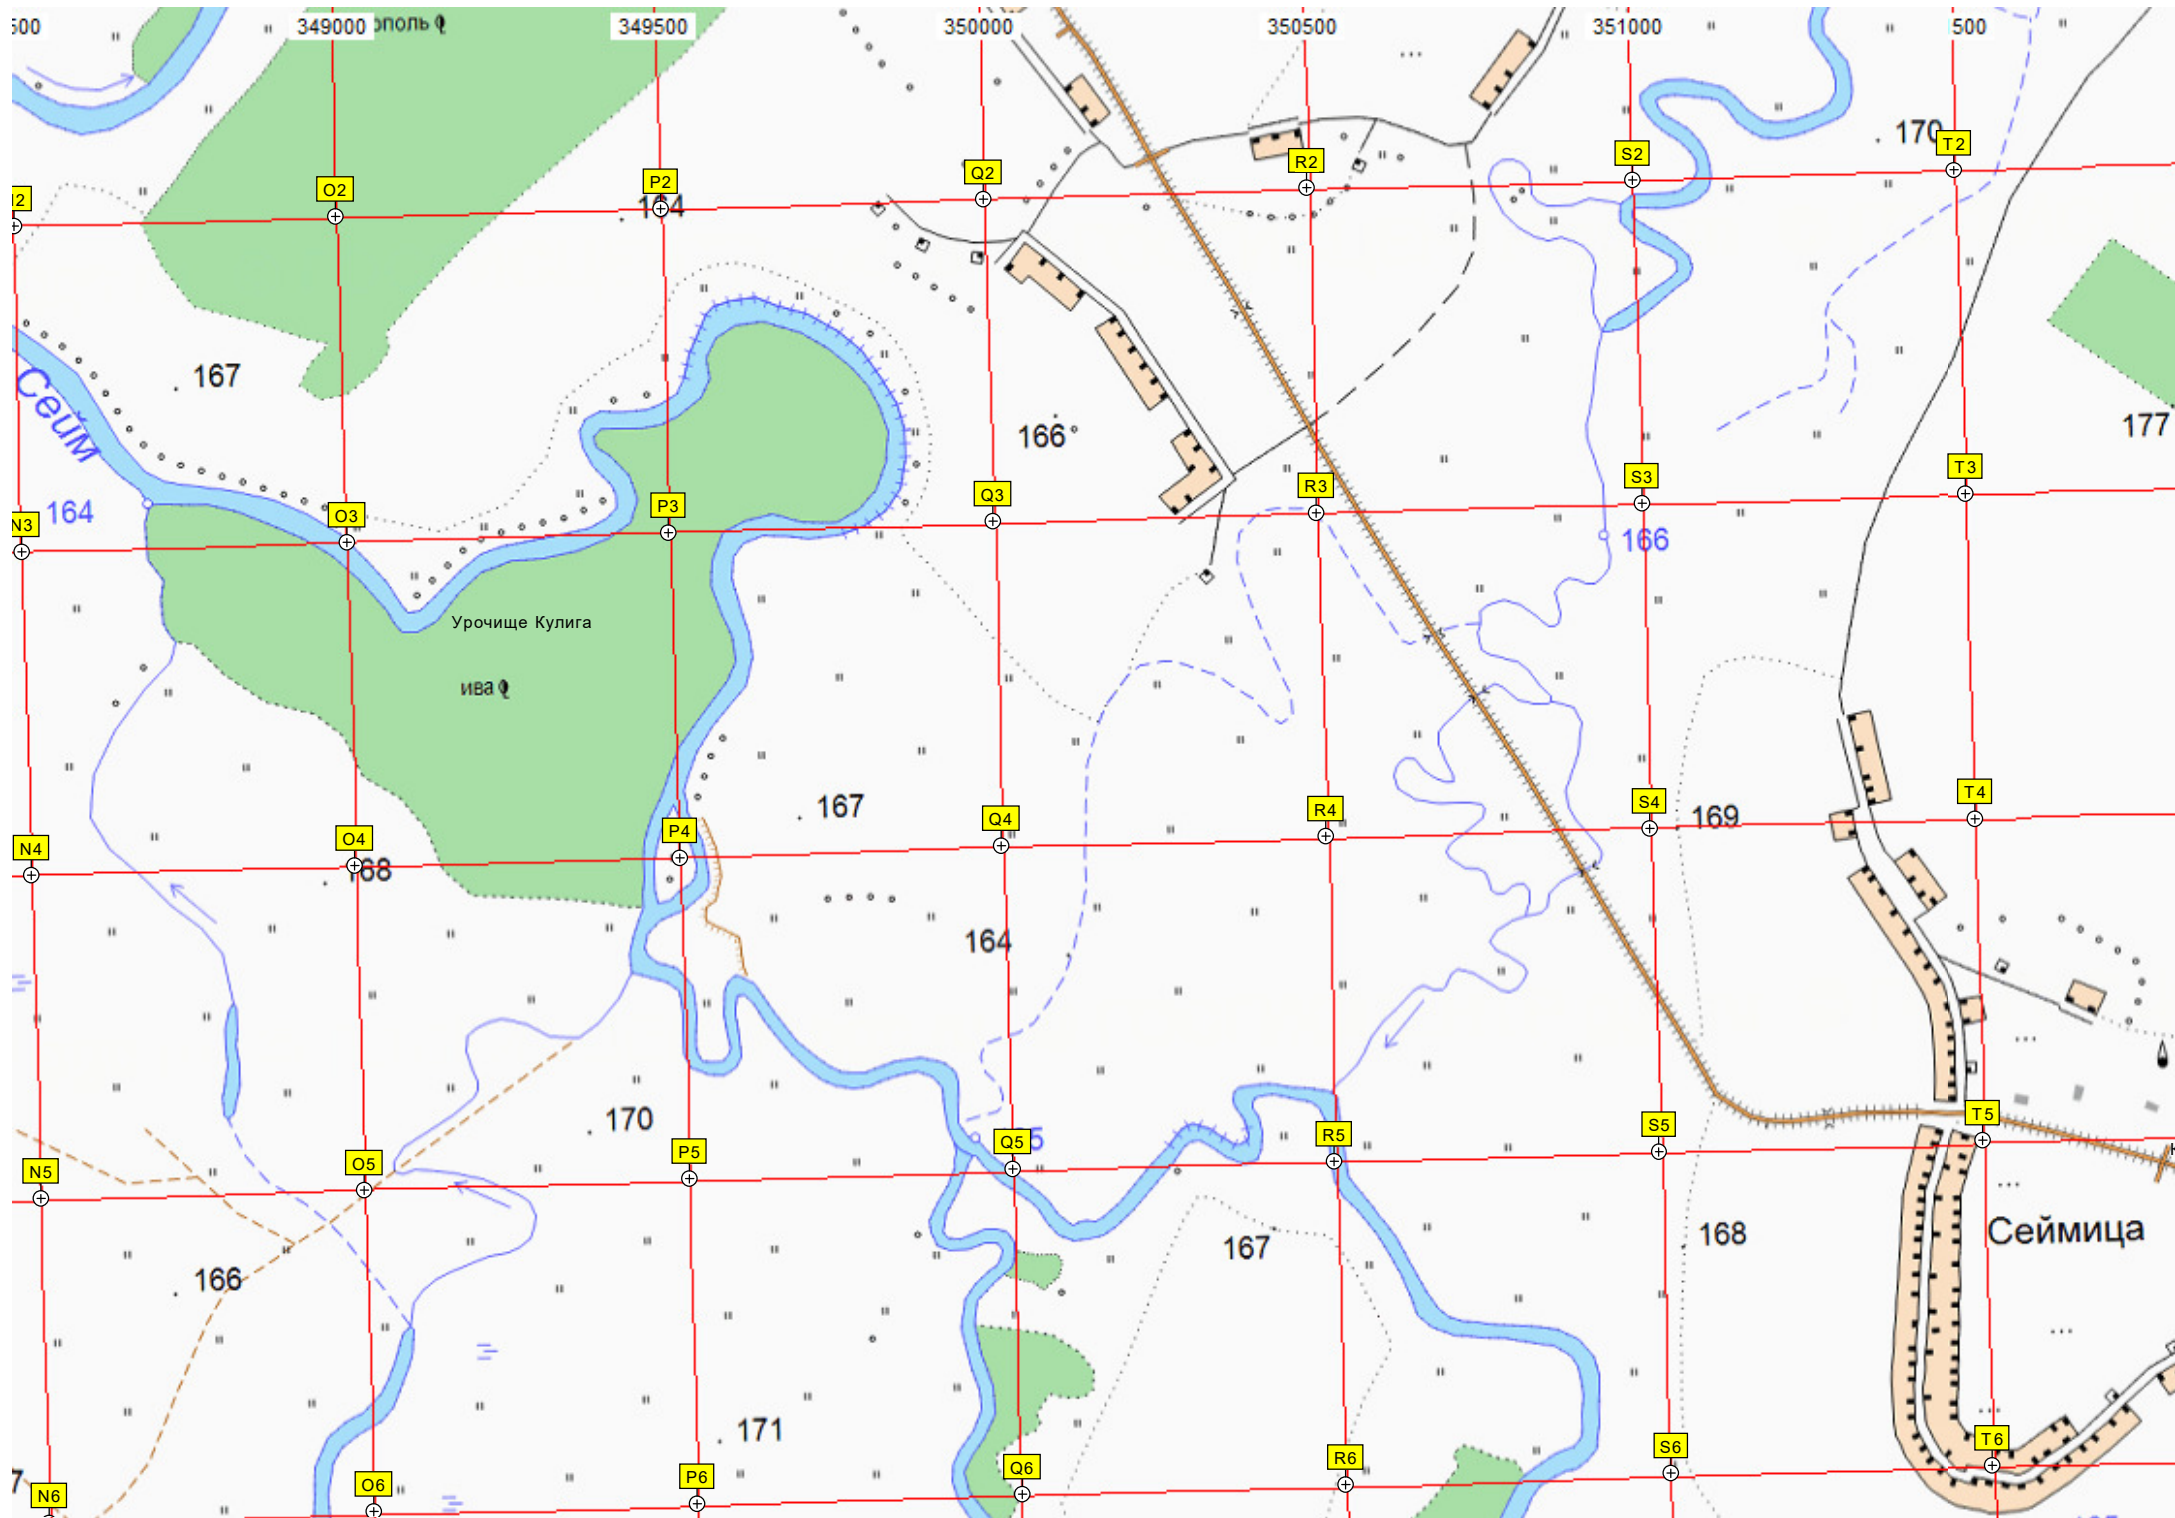 500 349000 349500 350000 350500 351000 500
ополь
170
T2
S2
R2
Q2
P2
O2
164
167
Сейм
166
177
164
T3
S3
R3
Q3
P3
O3
N3
166
Урочище Кулига
ива
167
169
T4
S4
R4
Q4
P4
O4
N4
168
164
170
T5
S5
R5
Q5
P5
O5
N5
167
168
Сеймица
166
171
T6
S6
R6
Q6
P6
O6
N6